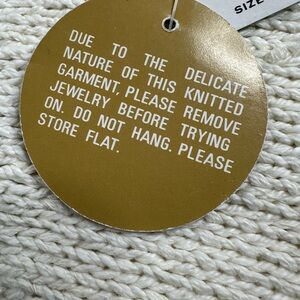 SIZE
DUE TO THE DELICATE
NATURE OF THIS KNITTED
GARMENT, PLEASE REMOVE
JEWELRY BEFORE TRYING
ON. DO NOT HANG. PLEASE
STORE FLAT.